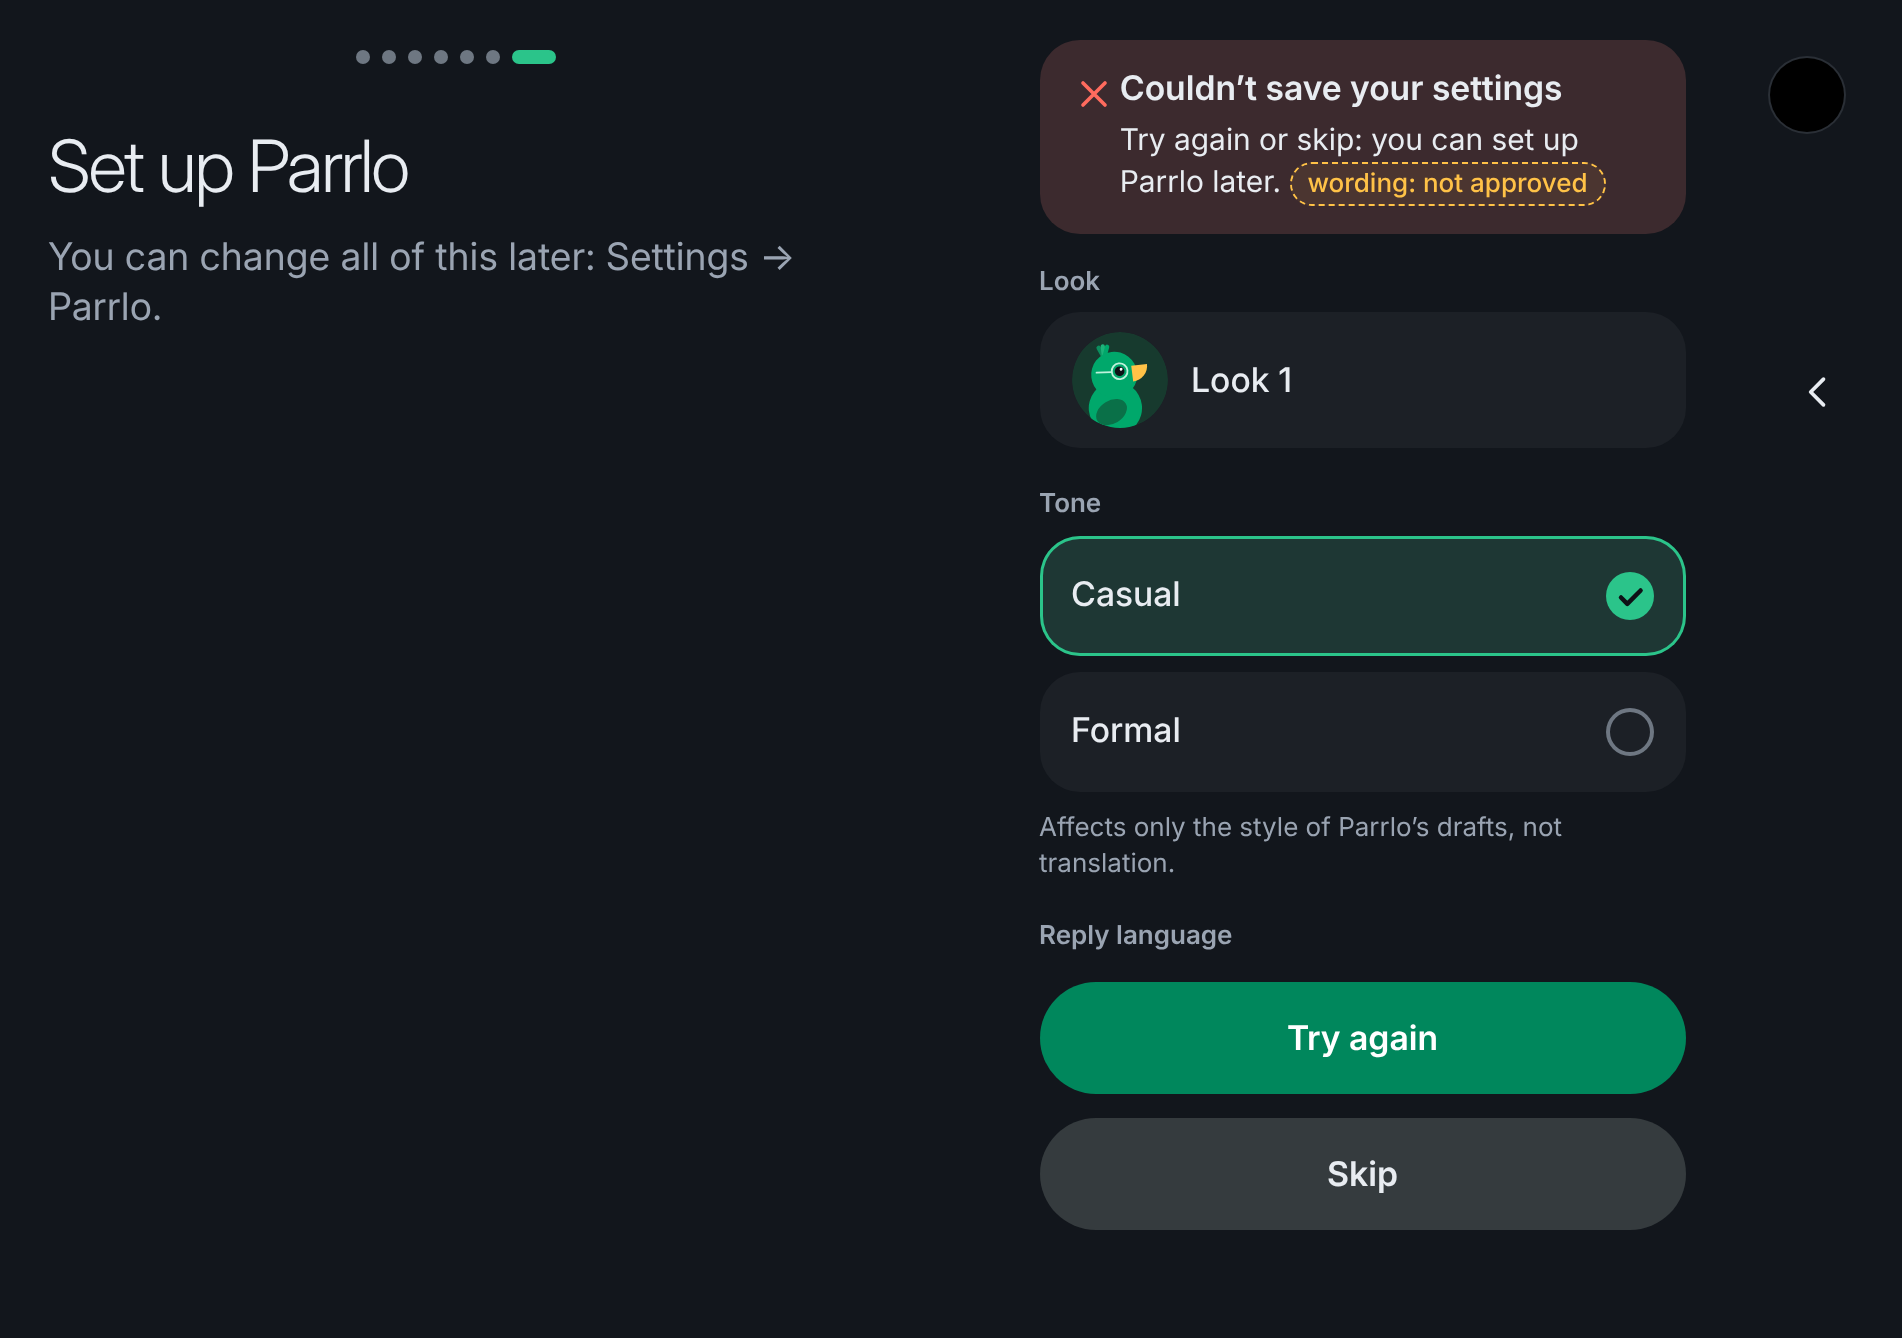 Set up Parrlo
You can change all of this later: Settings →
Parrlo.
Couldn’t save your settings
Try again or skip: you can set up
Parrlo later. wording: not approved
Look
Look 1
Tone
Casual
Formal
Affects only the style of Parrlo’s drafts, not
translation.
Reply language
Try again
Skip